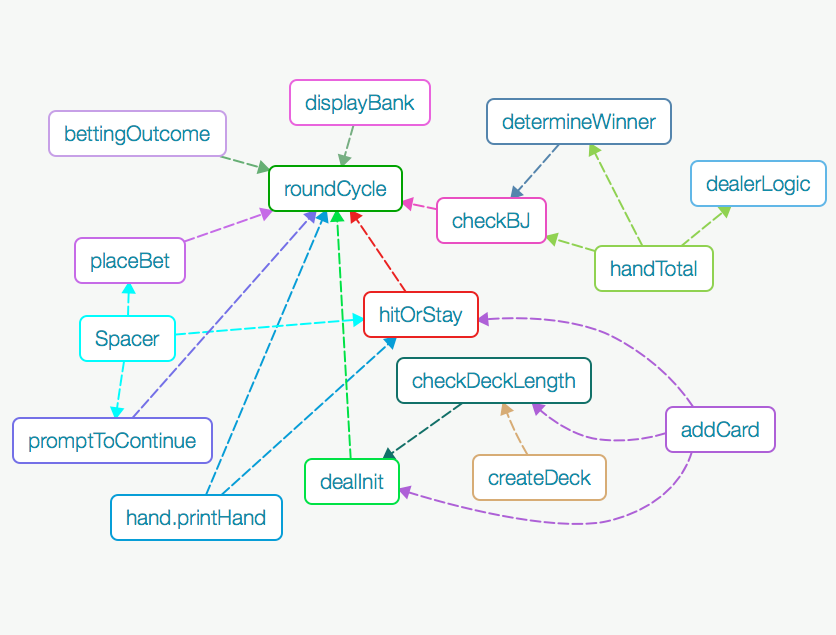 displayBank
bettingOutcome
determineWinner
roundCycle
dealerLogic
checkBJ
placeBet
handTotal
hitOrStay
Spacer
checkDeckLength
promptToContinue
addCard
dealInit
createDeck
hand.printHand